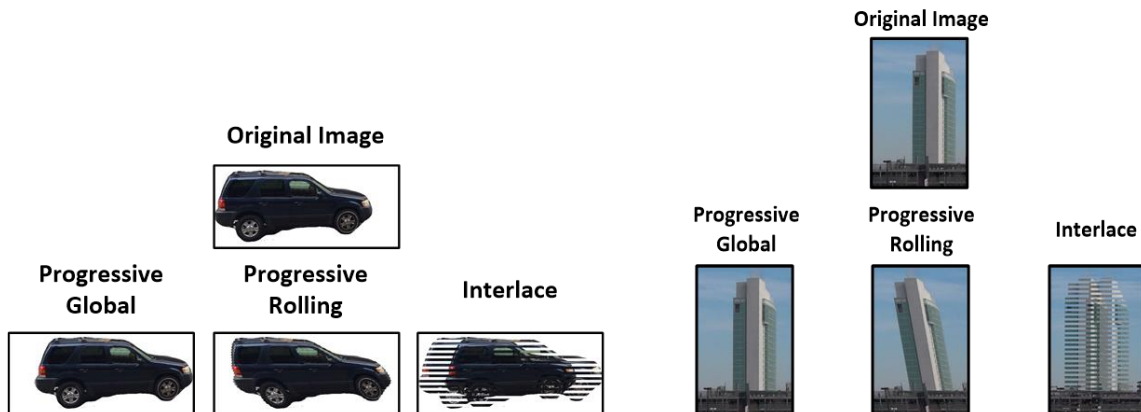 Original Image
Progressive
Global
Progressive
Rolling
Interlace
Original Image
Progressive
Global
Progressive
Rolling
Interlace